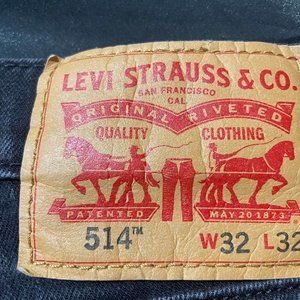 LEVI STRAUSS & CO.
SAN FRANCISCO
CAL
ORIGINAL RIVETED
QUALITY CLOTHING
PATENTED MAY 20 1873
514™ W32 L32